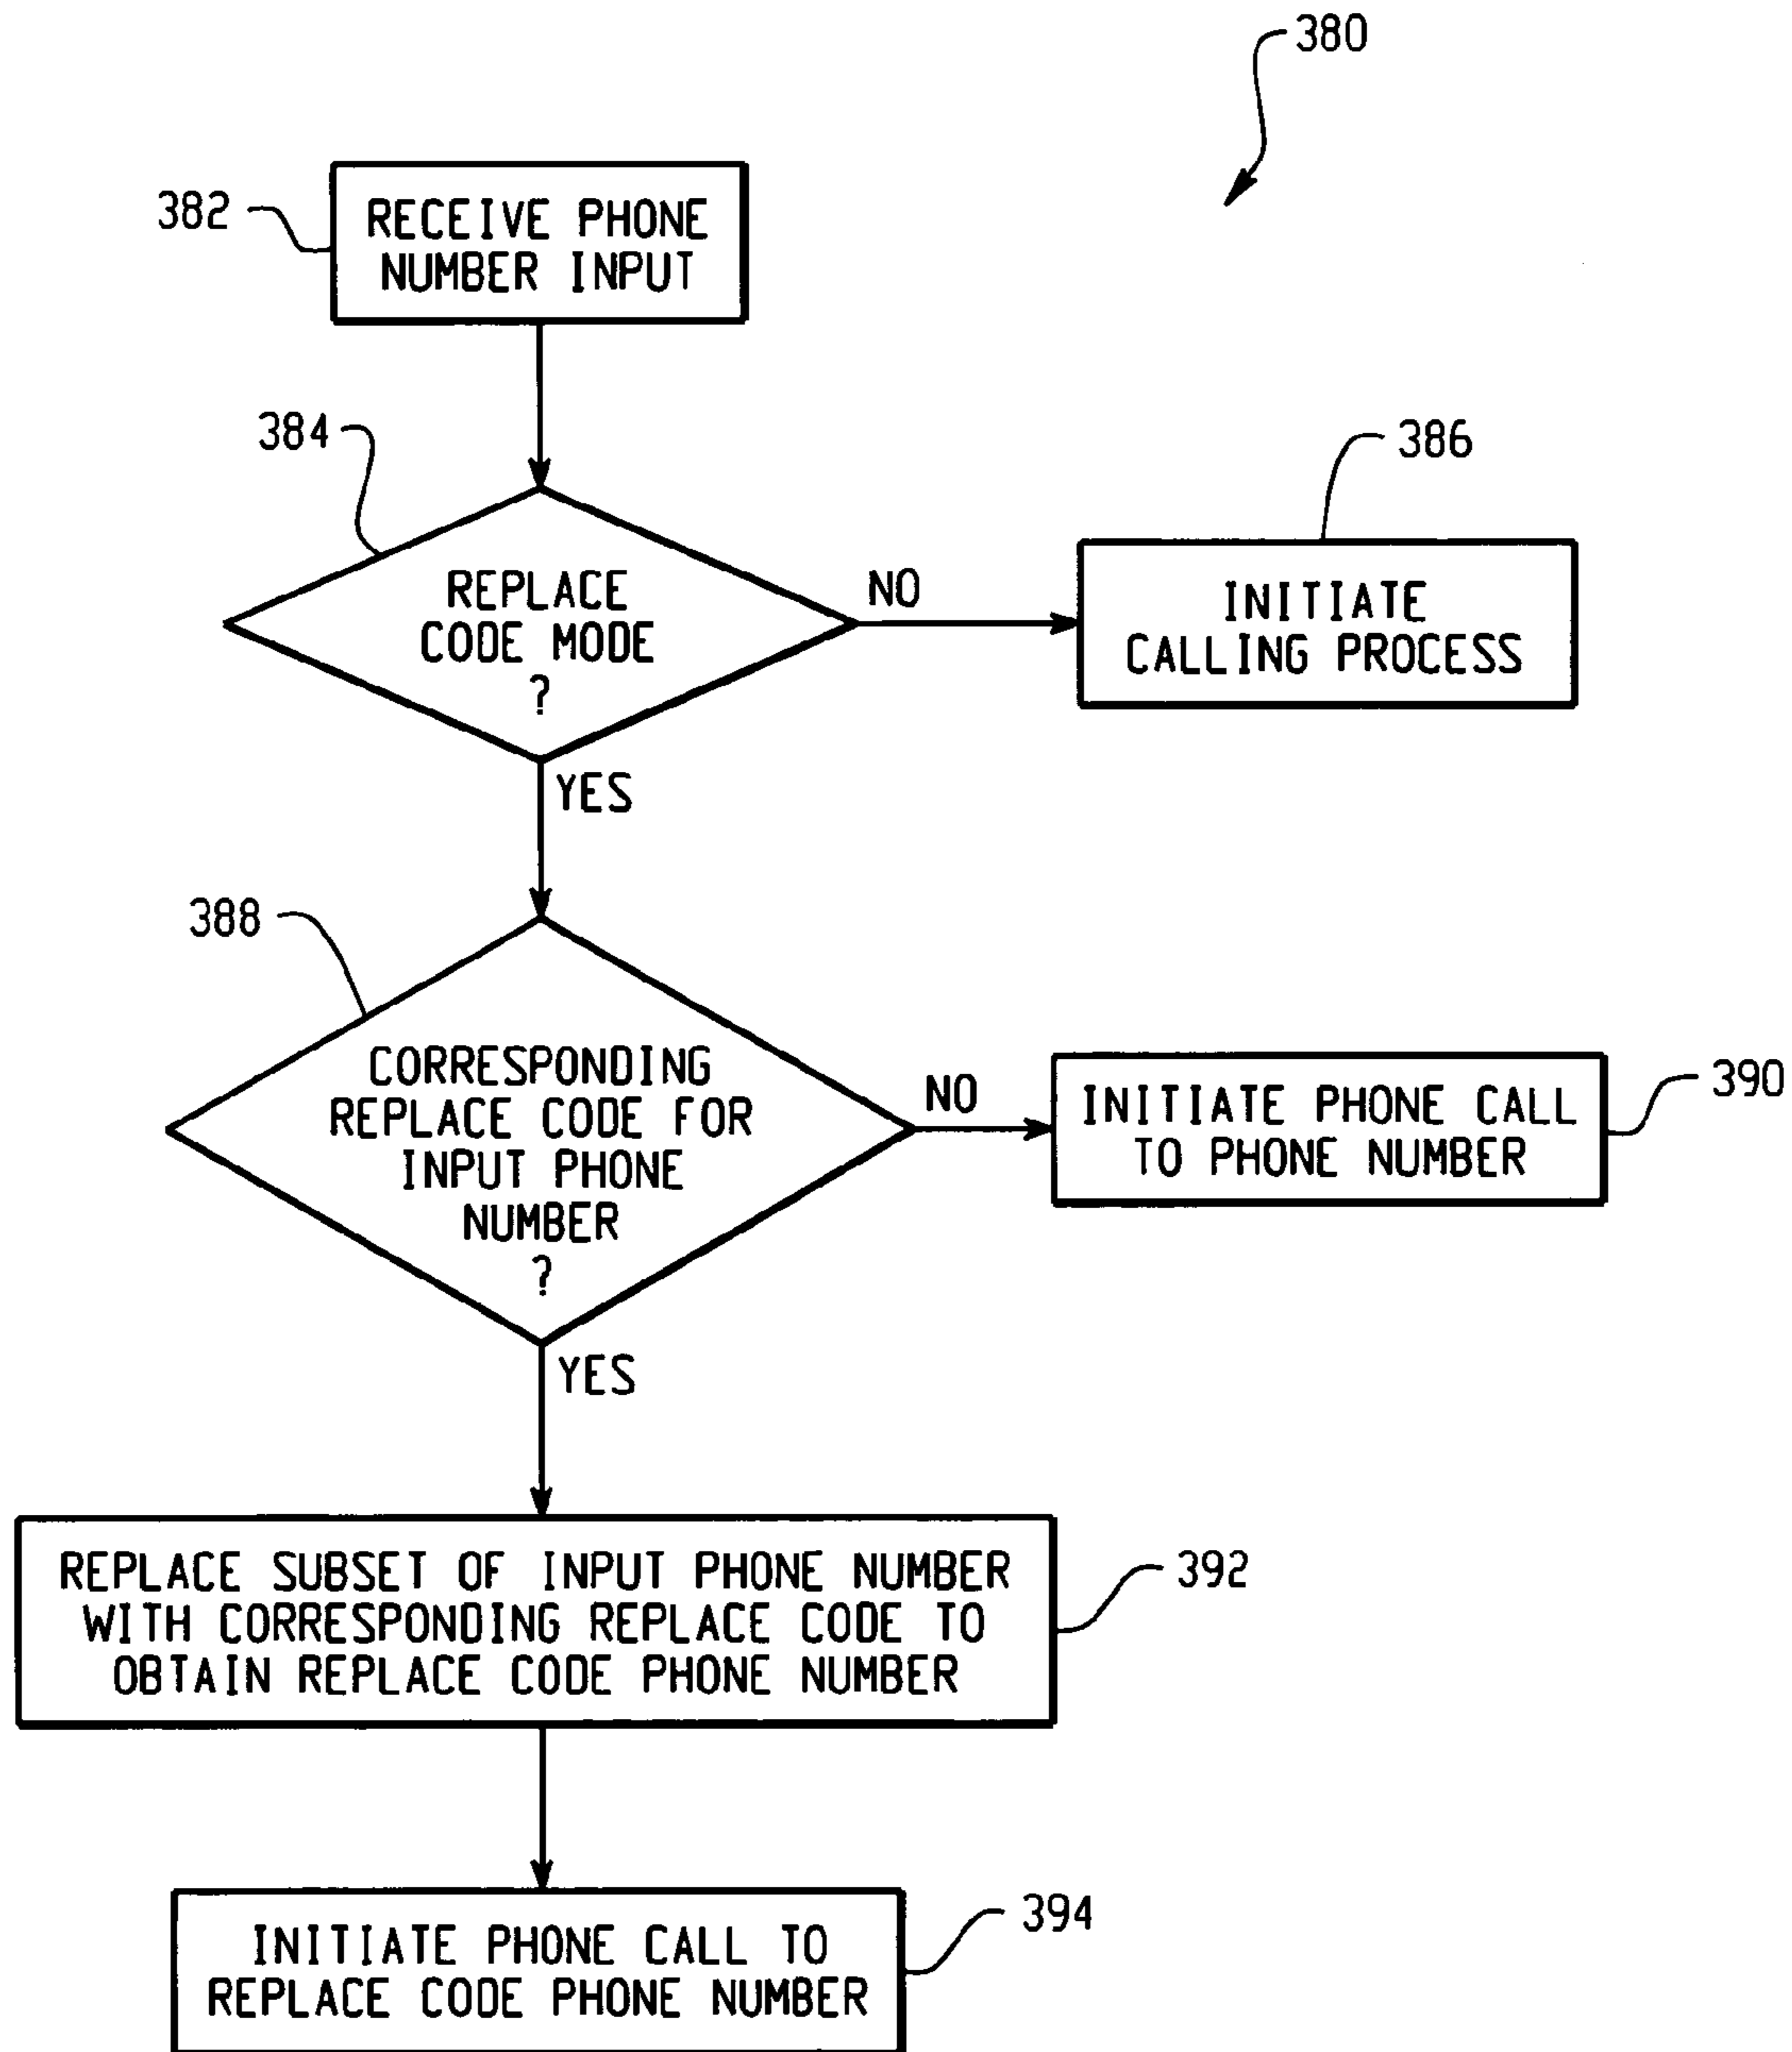 380
382
RECEIVE PHONE
NUMBER INPUT
384
REPLACE
CODE MODE
?
NO
386
INITIATE
CALLING PROCESS
YES
388
CORRESPONDING
REPLACE CODE FOR
INPUT PHONE
NUMBER
?
NO
390
INITIATE PHONE CALL
TO PHONE NUMBER
YES
REPLACE SUBSET OF INPUT PHONE NUMBER
WITH CORRESPONDING REPLACE CODE TO
OBTAIN REPLACE CODE PHONE NUMBER
392
INITIATE PHONE CALL TO
REPLACE CODE PHONE NUMBER
394